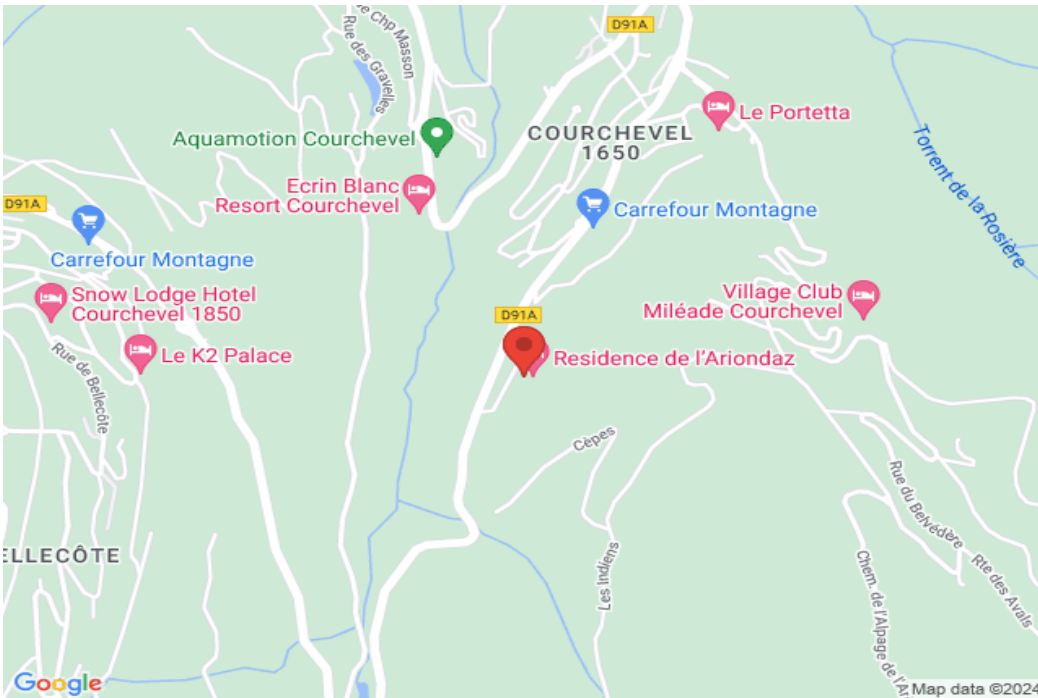 D91A
Rue des Gravelles
Chp Masson
COURCHEVEL
1650
Le Portetta
Torrent de la Rosière
Aquamotion Courchevel
Ecrin Blanc
Resort Courchevel
D91A
Carrefour Montagne
Carrefour Montagne
Snow Lodge Hotel
Courchevel 1850
Village Club
Miléade Courchevel
D91A
Le K2 Palace
Residence de l'Ariondaz
Rue de Bellecôte
Cèpes
Rue du Belvédère
ELLECÔTE
Les Indiens
Rte des Avals
Chem. de l'Alpage de l'A
Google
Map data ©2024